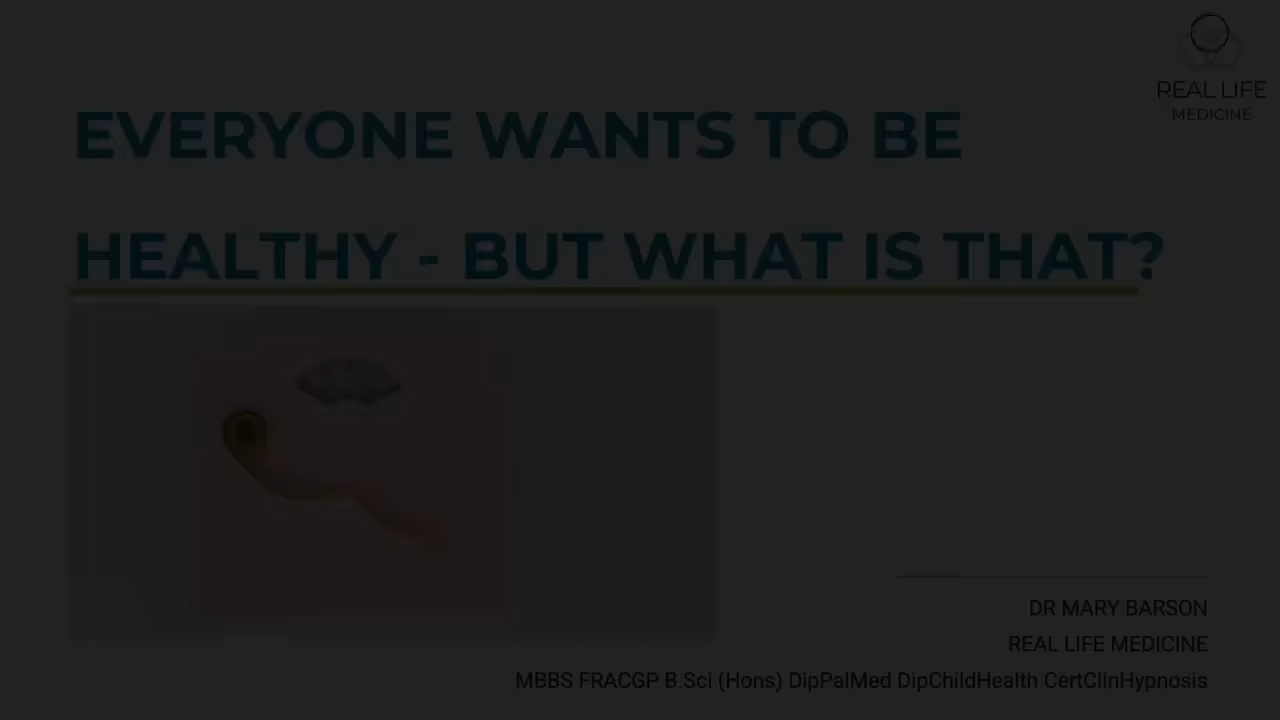 REAL LIFE
MEDICINE
EVERYONE WANTS TO BE
HEALTHY - BUT WHAT IS THAT?
DR MARY BARSON
REAL LIFE MEDICINE
MBBS FRACGP B.Sci (Hons) DipPalMed DipChildHealth CertClinHypnosis